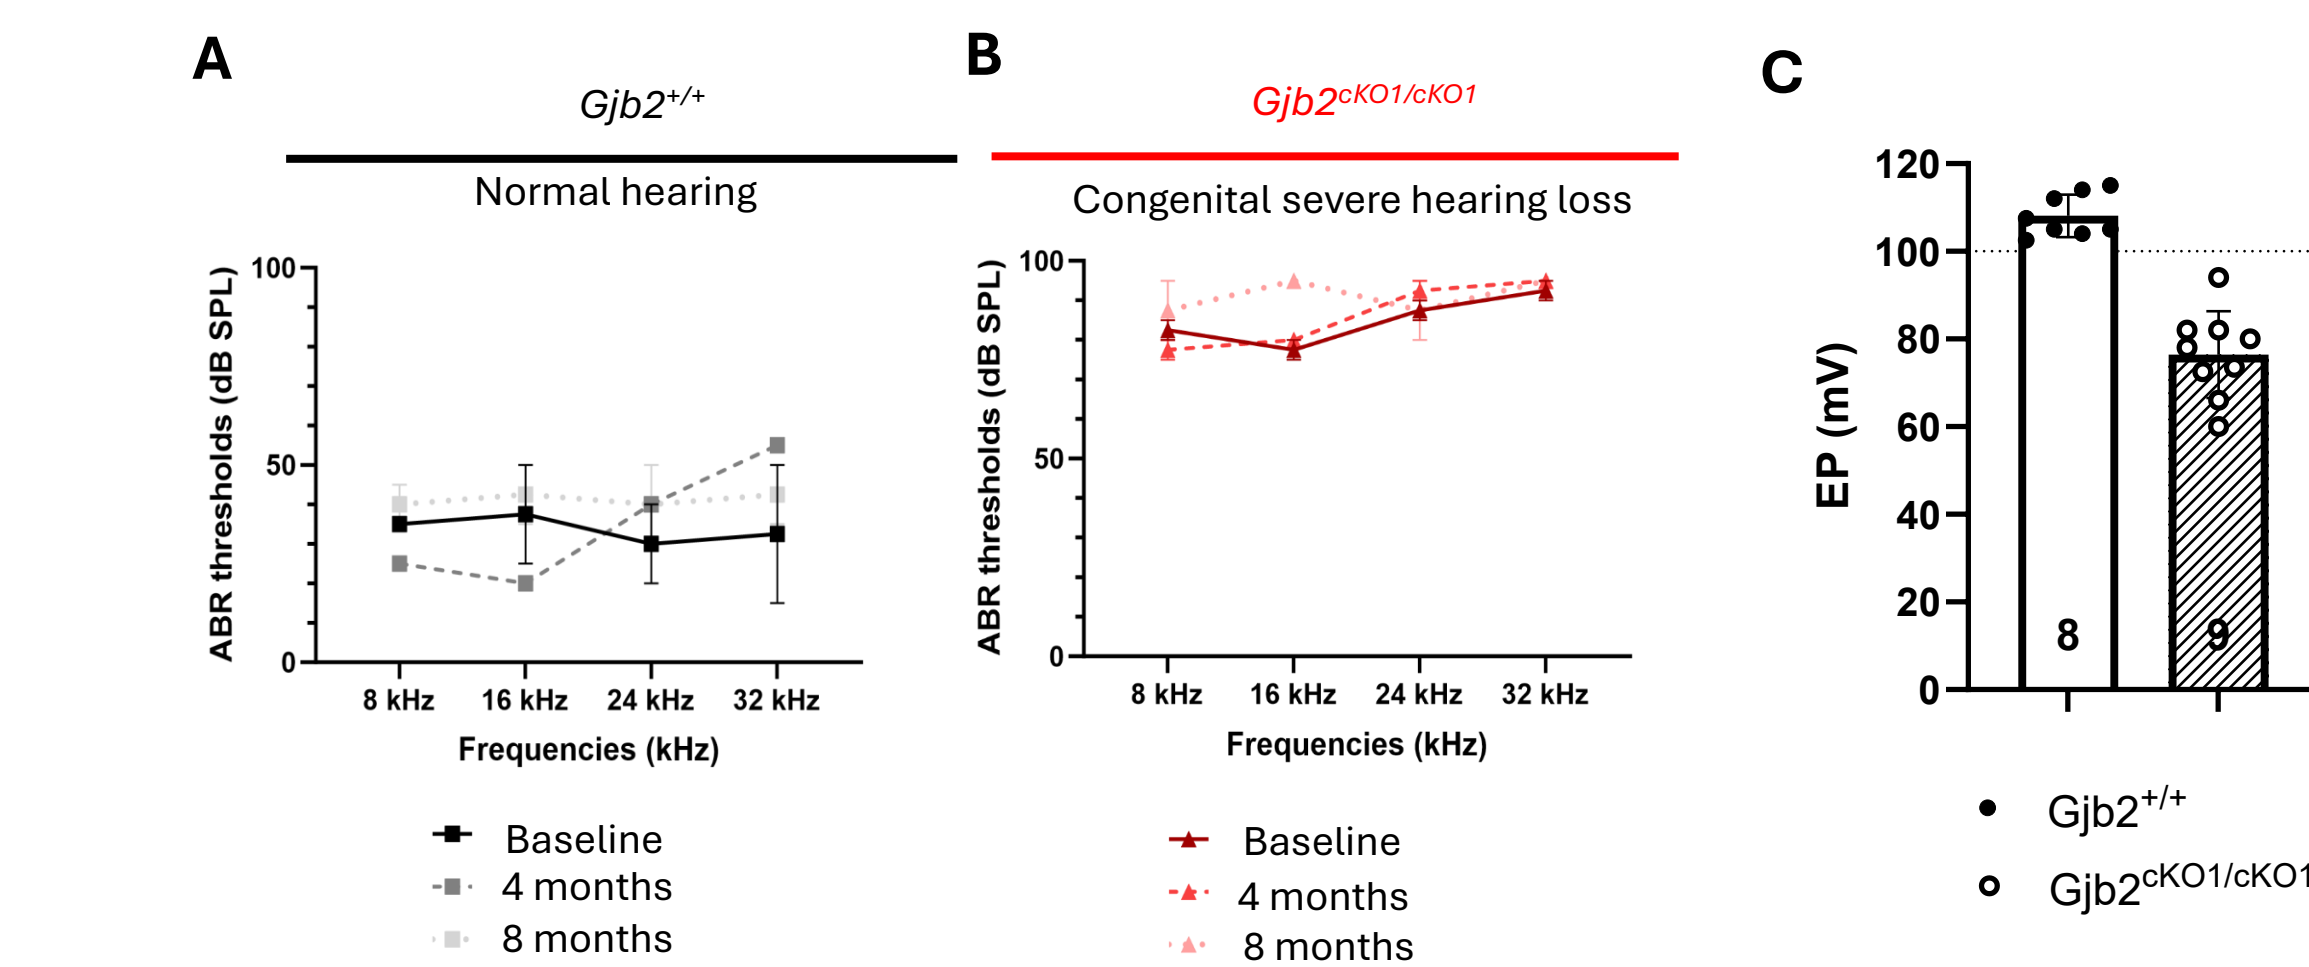 A
Gjb2+/+
Normal hearing
ABR thresholds (dB SPL)
100
50
0
8 kHz 16 kHz 24 kHz 32 kHz
Frequencies (kHz)
Baseline
4 months
8 months
B
Gjb2cKO1/cKO1
Congenital severe hearing loss
ABR thresholds (dB SPL)
100
50
0
8 kHz 16 kHz 24 kHz 32 kHz
Frequencies (kHz)
Baseline
4 months
8 months
C
EP (mV)
120
100
80
60
40
20
0
8 9
Gjb2+/+
Gjb2cKO1/cKO1